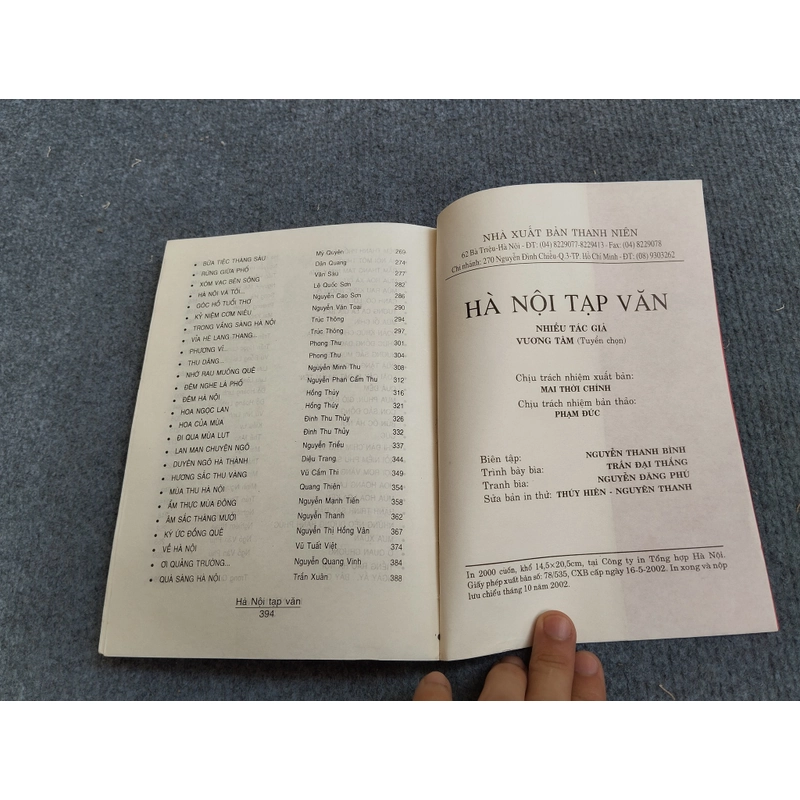 BỮA TIỆC THÁNG SÁU Mỹ Quyên 269
RỪNG GIỮA PHỐ Dân Quang 274
XÓM VẠC BÊN SÔNG Văn Sáu 277
HÀ NỘI VÀ TÔI... Lê Quốc Sơn 282
GÓC HỒ TUỔI THƠ Nguyễn Cao Sơn 286
KỶ NIỆM CƠM NIÊU Nguyễn Văn Toại 290
TRONG VẮNG SÁNG HÀ NỘI Trúc Thông 294
VỈA HÈ LANG THANG... Trúc Thông 297
PHƯỢNG VĨ... Phong Thu 301
THU DÂNG... Phong Thu 304
NHỚ RAU MUỐNG QUÊ Nguyễn Minh Thu 308
ĐÊM NGHE LÁ PHỐ Nguyễn Phan Cẩm Thu 312
ĐÊM HÀ NỘI Hồng Thúy 316
HOA NGỌC LAN Hồng Thúy 321
HOA CỦA MÙA Đinh Thu Thủy 326
ĐI QUA MÙA LỤT Đinh Thu Thủy 332
LAN MAN CHUYỆN NGÕ Nguyễn Triều 337
DUYÊN NGÕ HÀ THÀNH Diệu Trang 344
HƯƠNG SẮC THU VÀNG Vũ Cẩm Thi 349
MÙA THU HÀ NỘI Quang Thiện 354
ẨM THỰC MÙA ĐÔNG Nguyễn Mạnh Tiến 358
ÂM SẮC THÁNG MƯỜI Nguyễn Thanh 362
KÝ ỨC ĐỒNG QUÊ Nguyễn Thị Hồng Vân 367
VỀ HÀ NỘI Vũ Tuất Việt 374
ƠI QUẢNG TRƯỜNG... Nguyễn Quang Vinh 384
QUÀ SÁNG HÀ NỘI Trần Xuân 388
Hà Nội tạp văn
394
NHÀ XUẤT BẢN THANH NIÊN
62 Bà Triệu-Hà Nội - ĐT: (04) 8229077-8229413 - Fax: (04) 8229078
Chi nhánh: 270 Nguyễn Đình Chiểu-Q.3-TP. Hồ Chí Minh - ĐT: (08) 9303262
HÀ NỘI TẠP VĂN
NHIỀU TÁC GIẢ
VƯƠNG TÂM (Tuyển chọn)
Chịu trách nhiệm xuất bản:
MAI THỜI CHÍNH
Chịu trách nhiệm bản thảo:
PHẠM ĐỨC
Biên tập: NGUYỄN THANH BÌNH
Trình bày bìa: TRẦN ĐẠI THẮNG
Tranh bìa: NGUYỄN ĐĂNG PHÚ
Sửa bản in thử: THÚY HIỀN - NGUYỄN THANH
In 2000 cuốn, khổ 14,5×20,5cm, tại Công ty in Tổng hợp Hà Nội.
Giấy phép xuất bản số: 78/535, CXB cấp ngày 16-5-2002. In xong và nộp
lưu chiểu tháng 10 năm 2002.